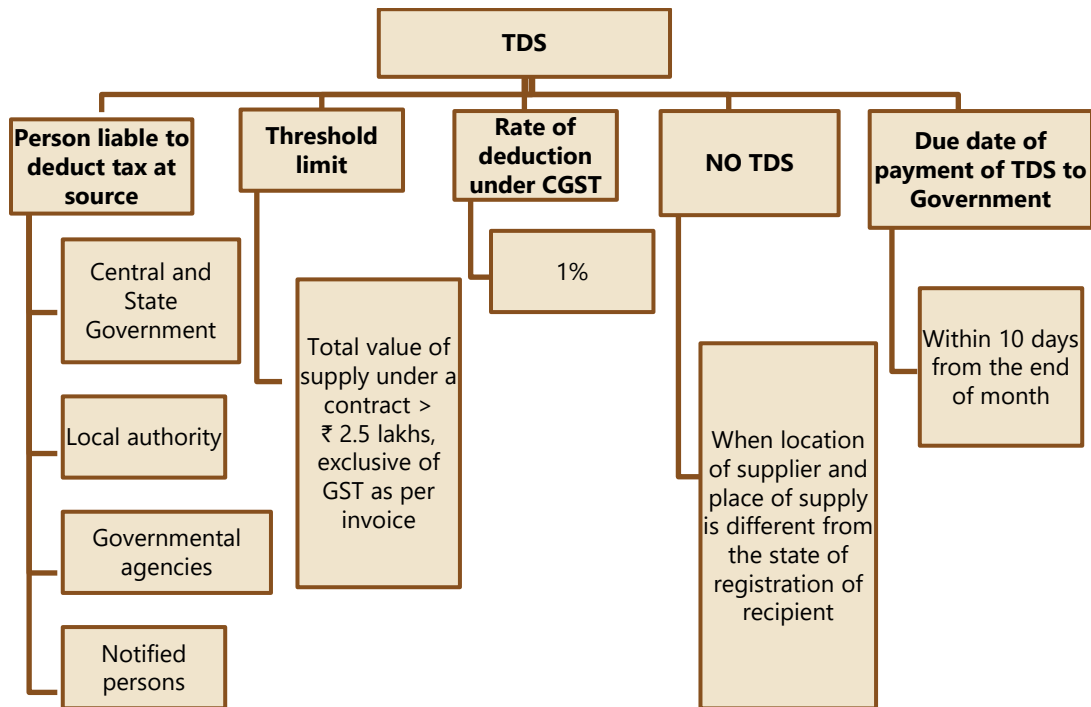 TDS
Person liable to
deduct tax at
source
Central and
State
Government
Local authority
Governmental
agencies
Notified
persons
Threshold
limit
Total value of
supply under a
contract >
₹ 2.5 lakhs,
exclusive of
GST as per
invoice
Rate of
deduction
under CGST
1%
NO TDS
When location
of supplier and
place of supply
is different from
the state of
registration of
recipient
Due date of
payment of TDS to
Government
Within 10 days
from the end
of month